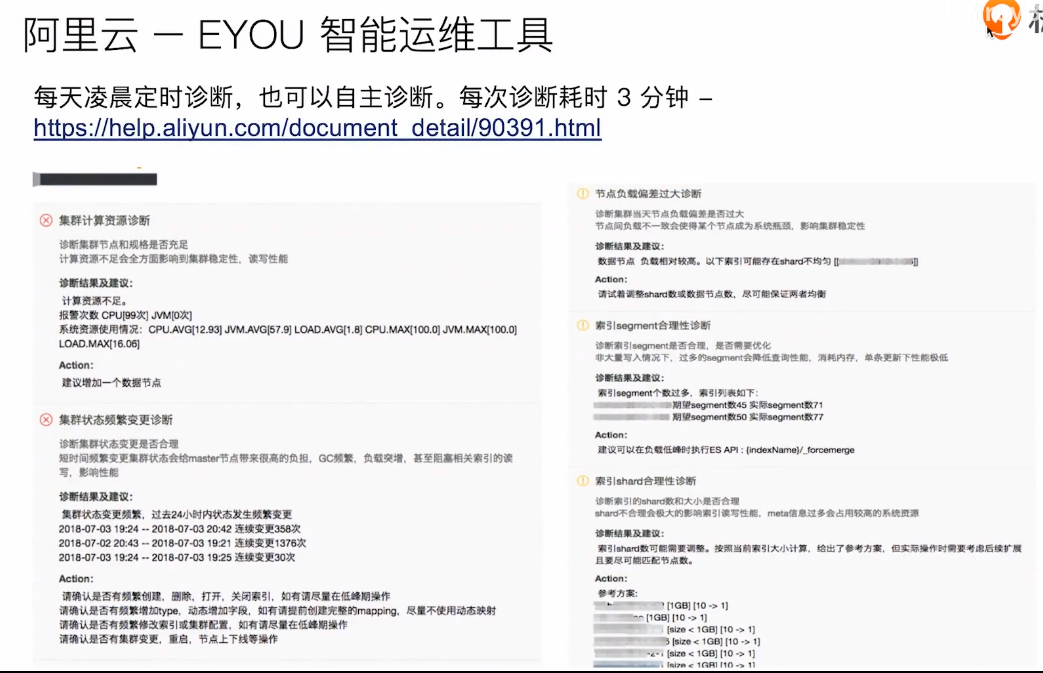 阿里云 － EYOU 智能运维工具
每天凌晨定时诊断，也可以自主诊断。每次诊断耗时 3 分钟 –
https://help.aliyun.com/document_detail/90391.html
集群计算资源诊断
诊断集群节点和规格是否充足
计算资源不足会全方面影响到集群稳定性，读写性能
诊断结果及建议：
计算资源不足。
报警次数 CPU[99次] JVM[0次]
系统资源使用情况：CPU.AVG[12.93] JVM.AVG[57.9] LOAD.AVG[1.8] CPU.MAX[100.0] JVM.MAX[100.0]
LOAD.MAX[16.06]
Action:
建议增加一个数据节点
集群状态频繁变更诊断
诊断集群状态变更是否合理
短时间频繁变更集群状态会给master节点带来很高的负担，GC频繁，负载突增，甚至阻塞相关索引的读
写，影响性能
诊断结果及建议：
集群状态变更频繁，过去24小时内状态发生频繁变更
2018-07-03 19:24 -- 2018-07-03 20:42 连续变更358次
2018-07-02 20:43 -- 2018-07-03 19:21 连续变更1376次
2018-07-03 19:24 -- 2018-07-03 19:25 连续变更30次
Action:
请确认是否有频繁创建，删除，打开，关闭索引，如有请尽量在低峰期操作
请确认是否有频繁增加type，动态增加字段，如有请提前创建完整的mapping，尽量不使用动态映射
请确认是否有频繁修改索引或集群配置，如有请尽量在低峰期操作
请确认是否有集群变更，重启，节点上下线等操作
节点负载偏差过大诊断
诊断集群当天节点负载偏差是否过大
节点间负载不一致会使得某个节点成为系统瓶颈，影响集群稳定性
诊断结果及建议：
数据节点 负载相对较高。以下索引可能存在shard不均匀 [[ ]]
Action:
请试着调整shard数或数据节点数，尽可能保证两者均衡
索引segment合理性诊断
诊断索引segment是否合理，是否需要优化
非大量写入情况下，过多的segment会降低查询性能，消耗内存，单条更新下性能极低
诊断结果及建议：
索引segment个数过多，索引列表如下：
期望segment数45 实际segment数71
期望segment数50 实际segment数77
Action:
建议可以在负载低峰时执行ES API : {indexName}/_forcemerge
索引shard合理性诊断
诊断索引的shard数和大小是否合理
shard不合理会极大的影响索引读写性能，meta信息过多会占用较高的系统资源
诊断结果及建议：
索引shard数可能需要调整。按照当前索引大小计算，给出了参考方案，但实际操作时需要考虑后续扩展
且要尽可能匹配节点数。
Action:
参考方案：
[1GB] [10 -> 1]
[1GB] [10 -> 1]
[size < 1GB] [10 -> 1]
[size < 1GB] [10 -> 1]
[size < 1GB] [10 -> 1]
[size < 1GB] [10 -> 1]